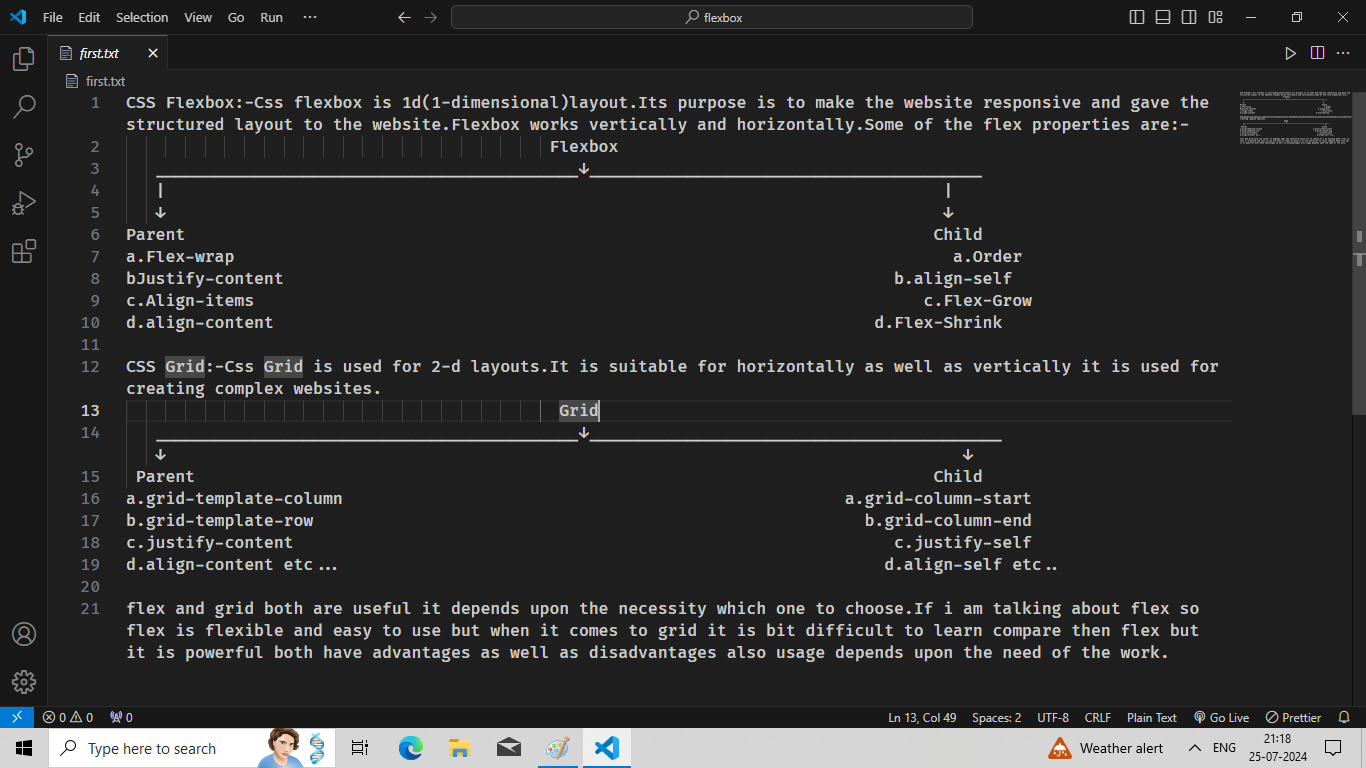 File Edit Selection View Go Run ··· flexbox
first.txt
first.txt
1 CSS Flexbox:-Css flexbox is 1d(1-dimensional)layout.Its purpose is to make the website responsive and gave the
structured layout to the website.Flexbox works vertically and horizontally.Some of the flex properties are:-
2 Flexbox
3 ___________________________________________↓________________________________________
4 | |
5 ↓ ↓
6 Parent Child
7 a.Flex-wrap a.Order
8 bJustify-content b.align-self
9 c.Align-items c.Flex-Grow
10 d.align-content d.Flex-Shrink
11
12 CSS Grid:-Css Grid is used for 2-d layouts.It is suitable for horizontally as well as vertically it is used for
creating complex websites.
13 Grid
14 ___________________________________________↓__________________________________________
↓ ↓
15 Parent Child
16 a.grid-template-column a.grid-column-start
17 b.grid-template-row b.grid-column-end
18 c.justify-content c.justify-self
19 d.align-content etc... d.align-self etc..
20
21 flex and grid both are useful it depends upon the necessity which one to choose.If i am talking about flex so
flex is flexible and easy to use but when it comes to grid it is bit difficult to learn compare then flex but
it is powerful both have advantages as well as disadvantages also usage depends upon the need of the work.
0 0 0 Ln 13, Col 49 Spaces: 2 UTF-8 CRLF Plain Text Go Live Prettier
Type here to search Weather alert ENG 21:18
25-07-2024